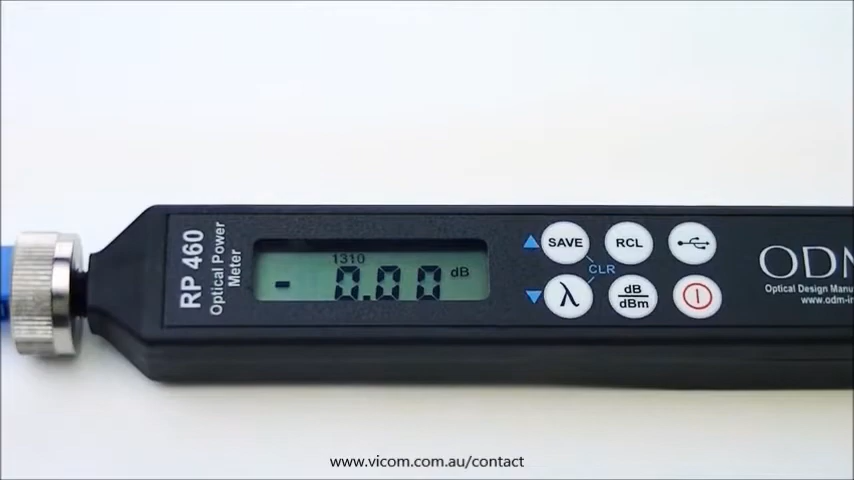 RP 460
Optical Power
Meter
1310
- 0.00 dB
SAVE
RCL
CLR
λ
dB
dBm
ODM
Optical Design Manu
www.odm-in
www.vicom.com.au/contact